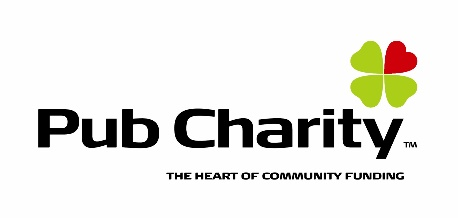 Pub Charity™
THE HEART OF COMMUNITY FUNDING